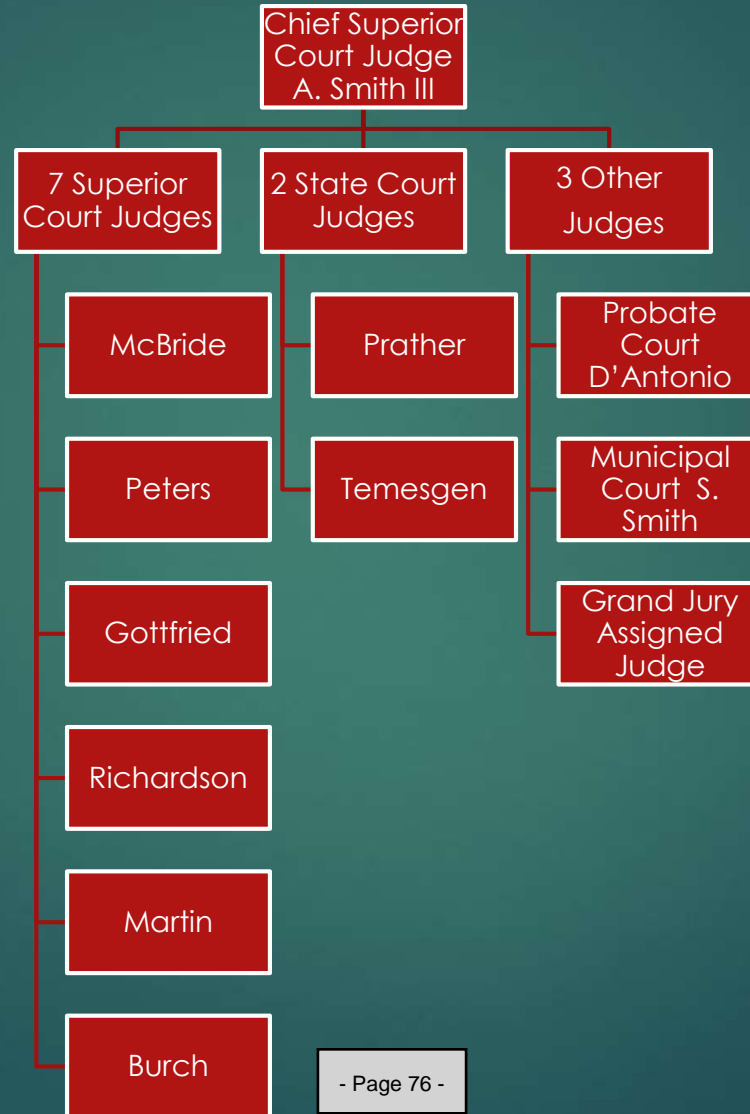 Chief Superior
Court Judge
A. Smith III
7 Superior
Court Judges
2 State Court
Judges
3 Other
Judges
McBride
Peters
Gottfried
Richardson
Martin
Burch
Prather
Temesgen
Probate
Court
D’Antonio
Municipal
Court S.
Smith
Grand Jury
Assigned
Judge
- Page 76 -